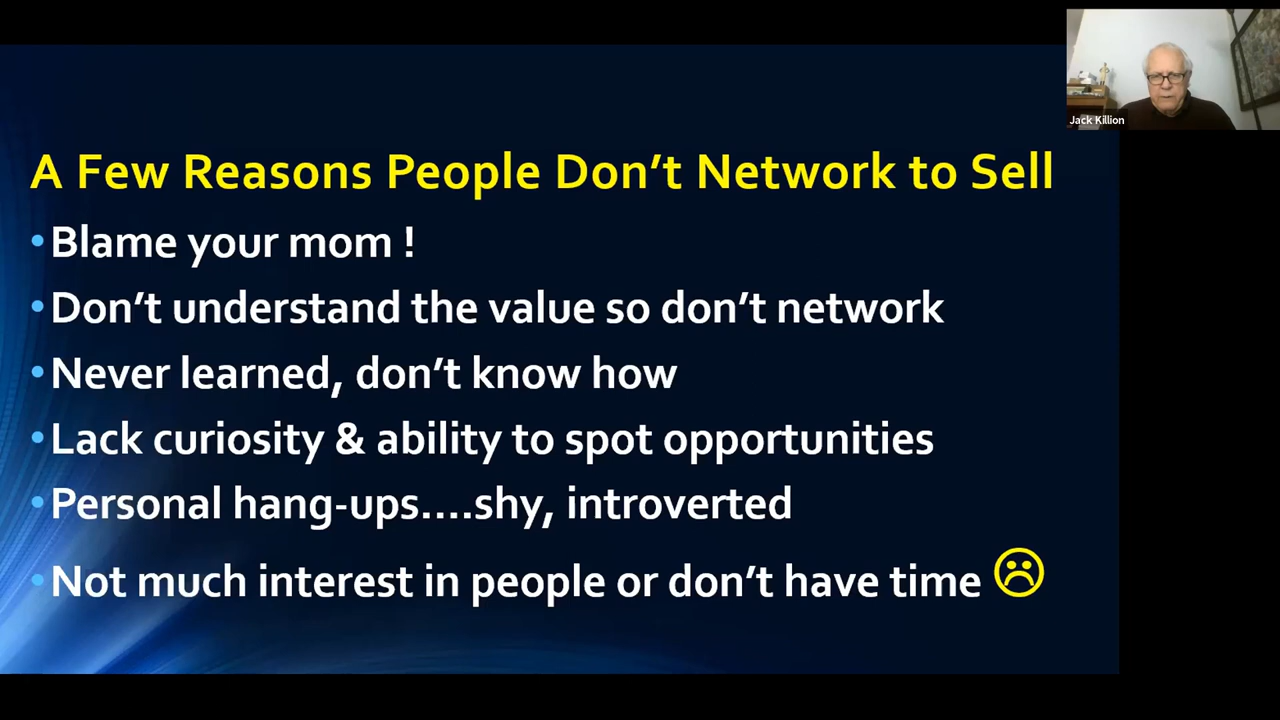 Jack Killion
A Few Reasons People Don’t Network to Sell
•Blame your mom !
•Don’t understand the value so don’t network
•Never learned, don’t know how
•Lack curiosity & ability to spot opportunities
•Personal hang-ups....shy, introverted
•Not much interest in people or don’t have time ☹